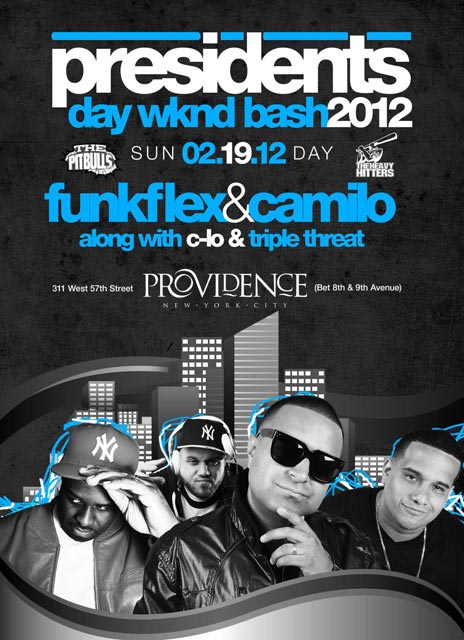 presidents
day wknd bash2012
THE PITBULLS
SUN 02.19.12 DAY
THE HEAVY HITTERS
funkflex&camilo
along with c-lo & triple threat
311 West 57th Street PROVIDENCE (Bet 8th & 9th Avenue)
NEW·YORK·CITY
NY
NY